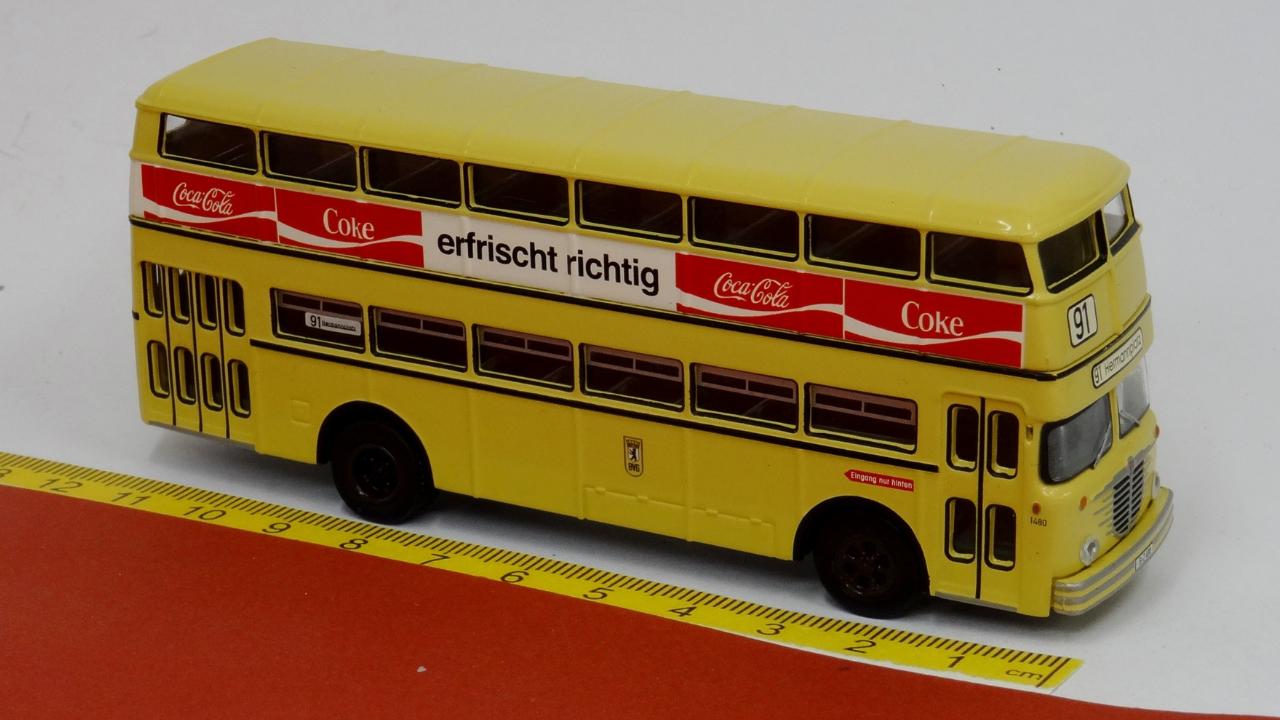 Coca-Cola Coke erfrischt richtig Coca-Cola Coke
91
91 Hermannplatz
91 Hermannplatz
BVG
Eingang nur hinten
1480
12 11 10 9 8 7 6 5 4 3 2 1 cm